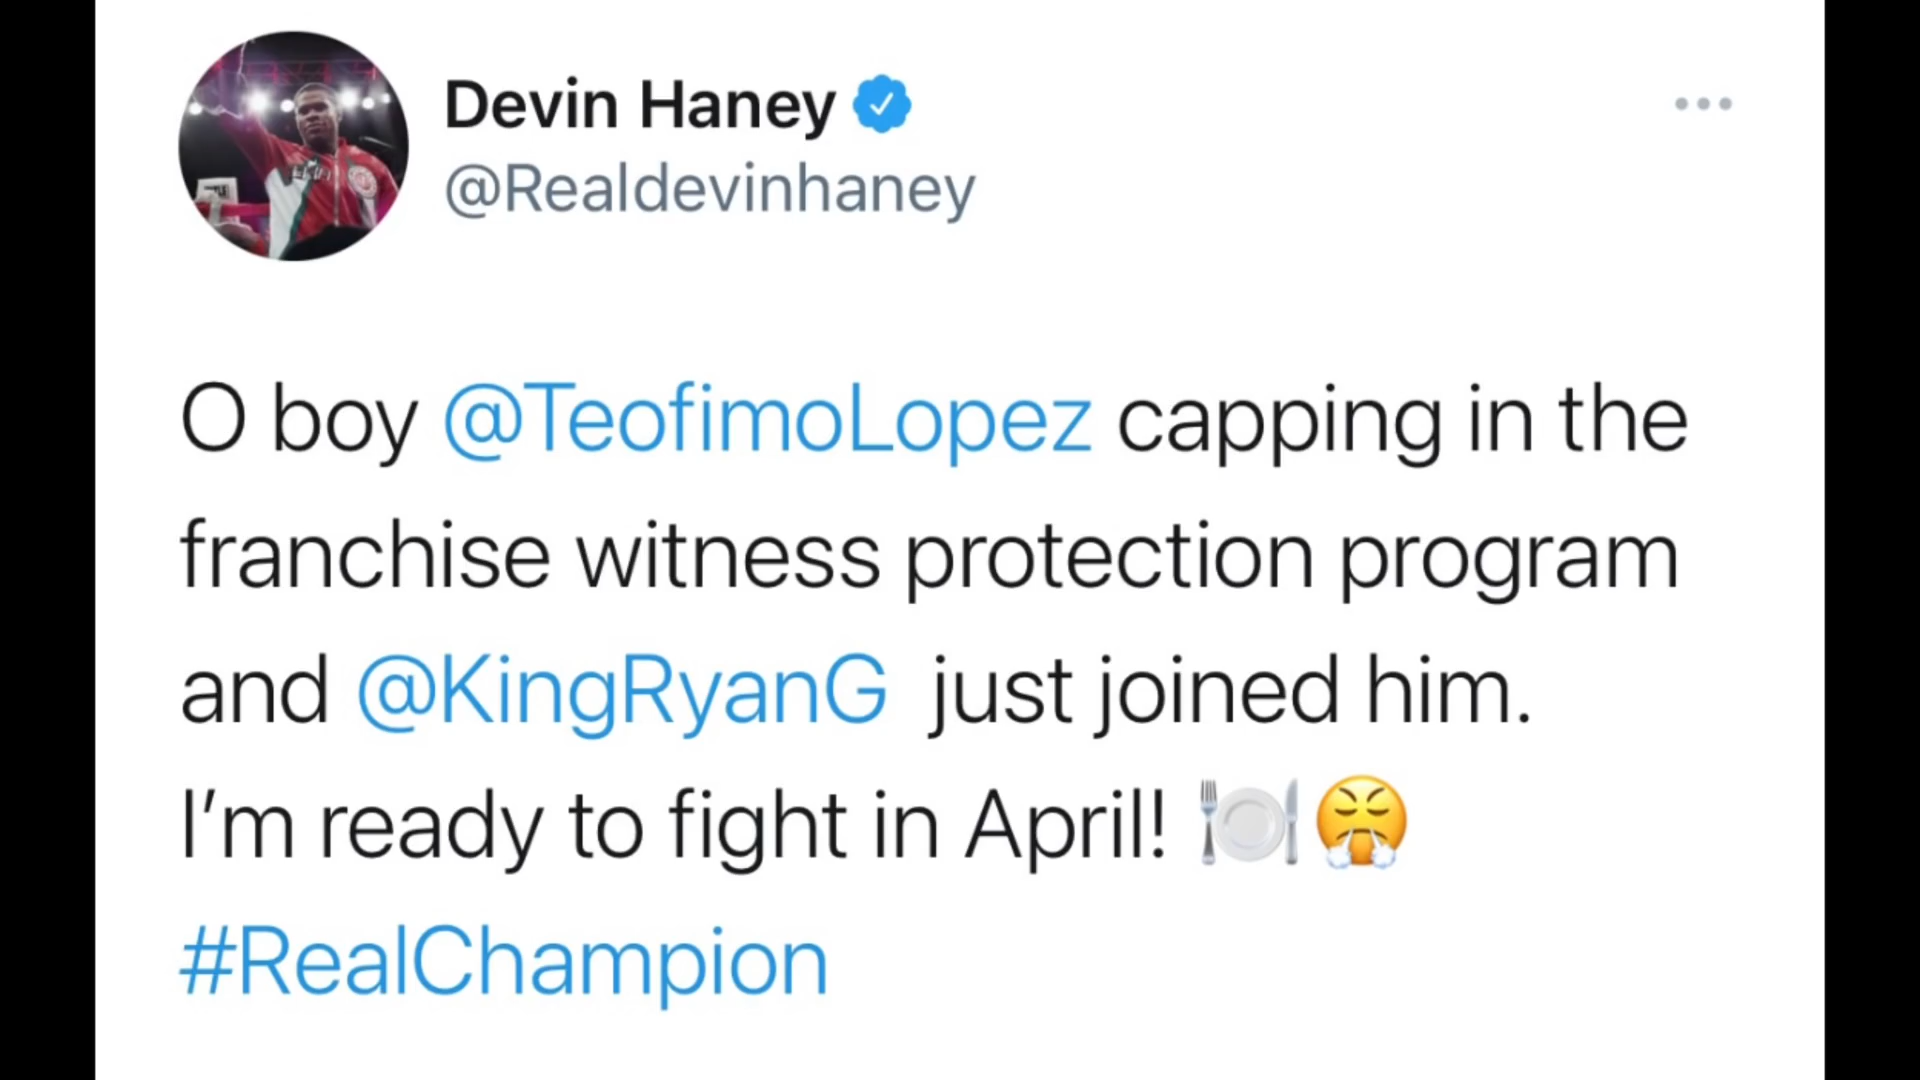 Devin Haney
@Realdevinhaney
O boy @TeofimoLopez capping in the
franchise witness protection program
and @KingRyanG just joined him.
I’m ready to fight in April! 🍽️😤
#RealChampion